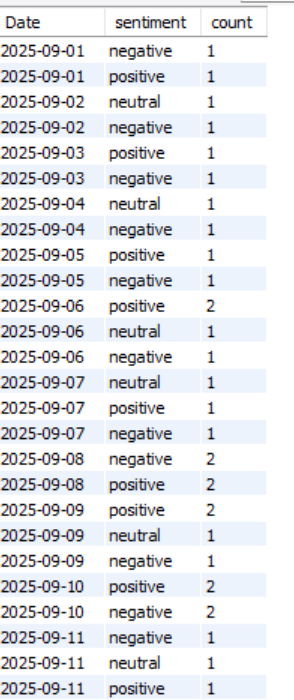 Date sentiment count
2025-09-01 negative 1
2025-09-01 positive 1
2025-09-02 neutral 1
2025-09-02 negative 1
2025-09-03 positive 1
2025-09-03 negative 1
2025-09-04 neutral 1
2025-09-04 negative 1
2025-09-05 positive 1
2025-09-05 negative 1
2025-09-06 positive 2
2025-09-06 neutral 1
2025-09-06 negative 1
2025-09-07 neutral 1
2025-09-07 positive 1
2025-09-07 negative 1
2025-09-08 negative 2
2025-09-08 positive 2
2025-09-09 positive 2
2025-09-09 neutral 1
2025-09-09 negative 1
2025-09-10 positive 2
2025-09-10 negative 2
2025-09-11 negative 1
2025-09-11 neutral 1
2025-09-11 positive 1